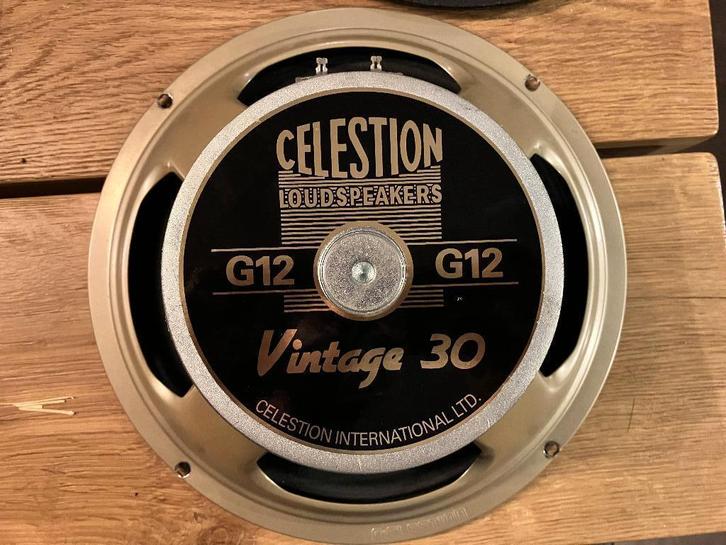 CELESTION
LOUDSPEAKERS
G12 G12
Vintage 30
CELESTION INTERNATIONAL LTD.